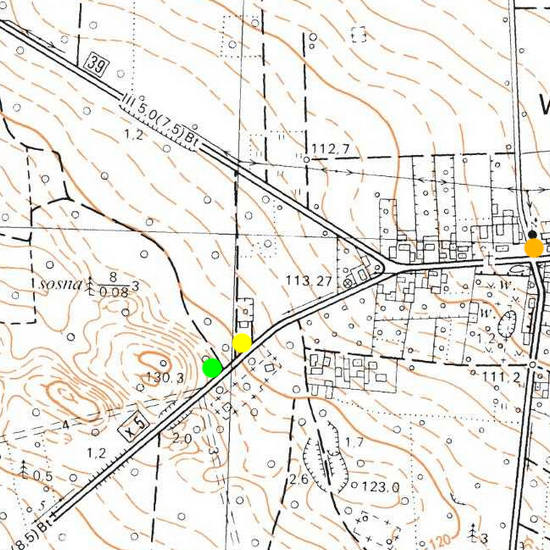 39
III 5,0(7,5)Bt
W
1,2
112,7
sosna 8 3
0.08
113,27
w.
w.
1,2
130.3
111,2
x 5
4
2.0
1.7
1,2
3
0,5
2.6
123.0
(8.5)Bt
120
3